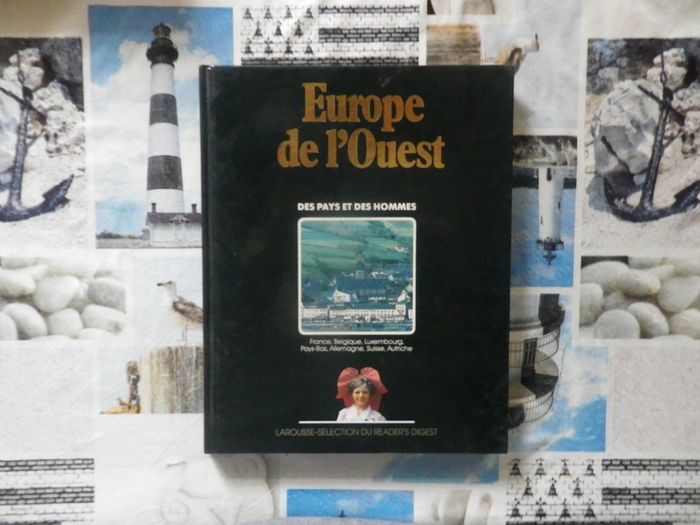 Europe
de l'Ouest
DES PAYS ET DES HOMMES
France, Belgique, Luxembourg,
Pays-Bas, Allemagne, Suisse, Autriche
LAROUSSE-SÉLECTION DU READER'S DIGEST